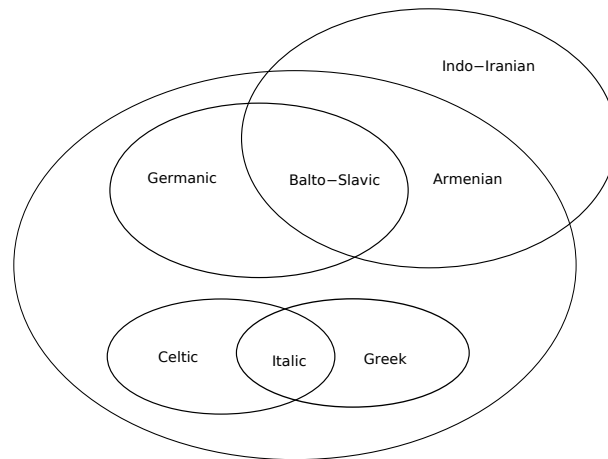 Indo−Iranian
Germanic
Balto−Slavic
Armenian
Celtic
Italic
Greek